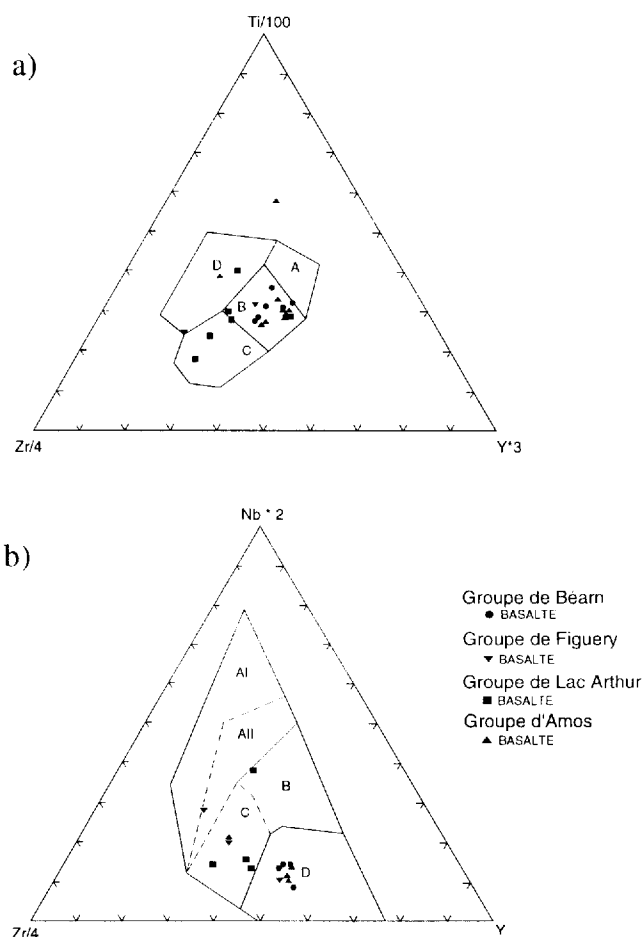 a)
Ti/100
D
A
B
C
Zr/4
Y*3
b)
Nb * 2
AI
AII
B
C
D
Zr/4
Y
Groupe de Béarn
● BASALTE
Groupe de Figuery
▼ BASALTE
Groupe de Lac Arthur
■ BASALTE
Groupe d'Amos
▲ BASALTE